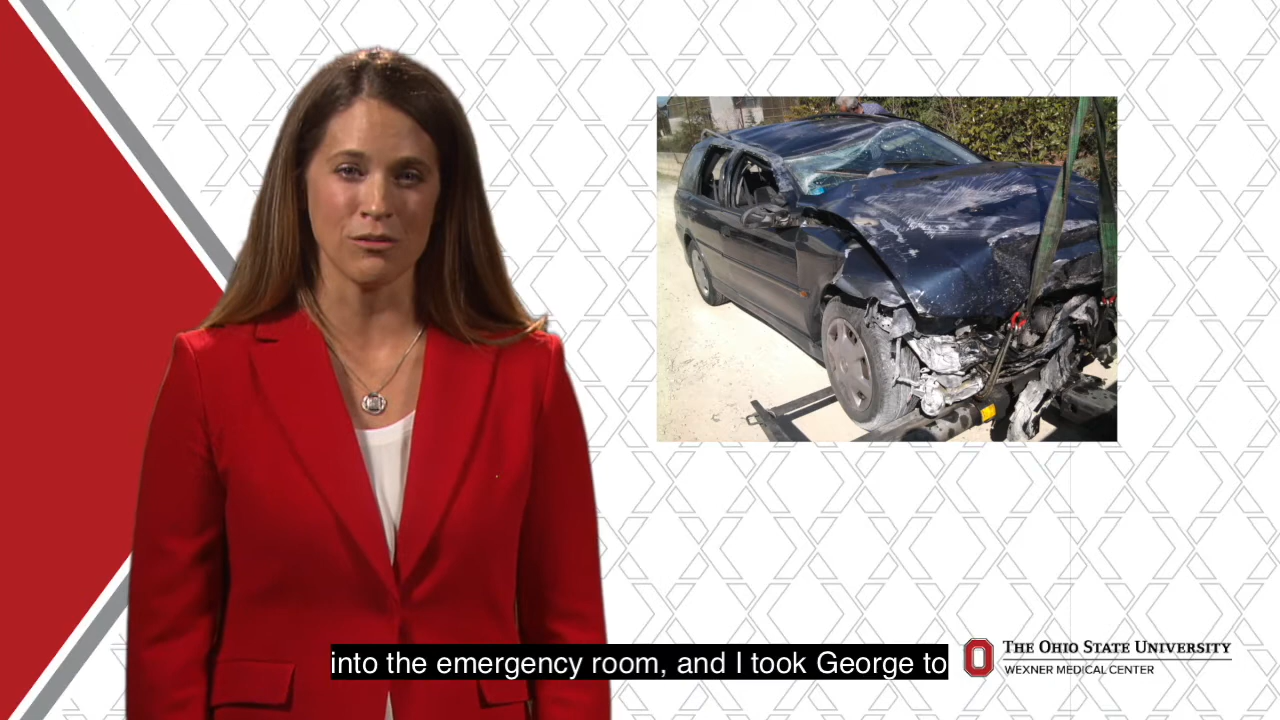 into the emergency room, and I took George to
THE OHIO STATE UNIVERSITY
WEXNER MEDICAL CENTER